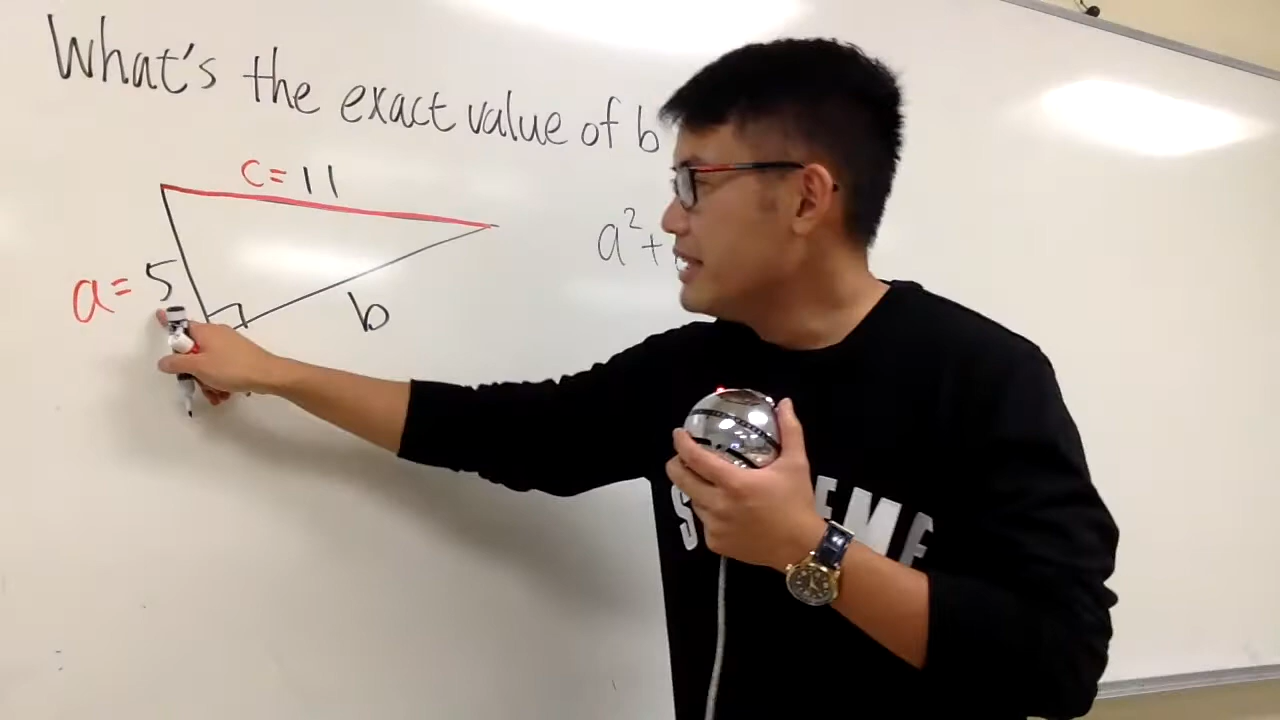 What's the exact value of b
c = 11
a² +
a = 5
b